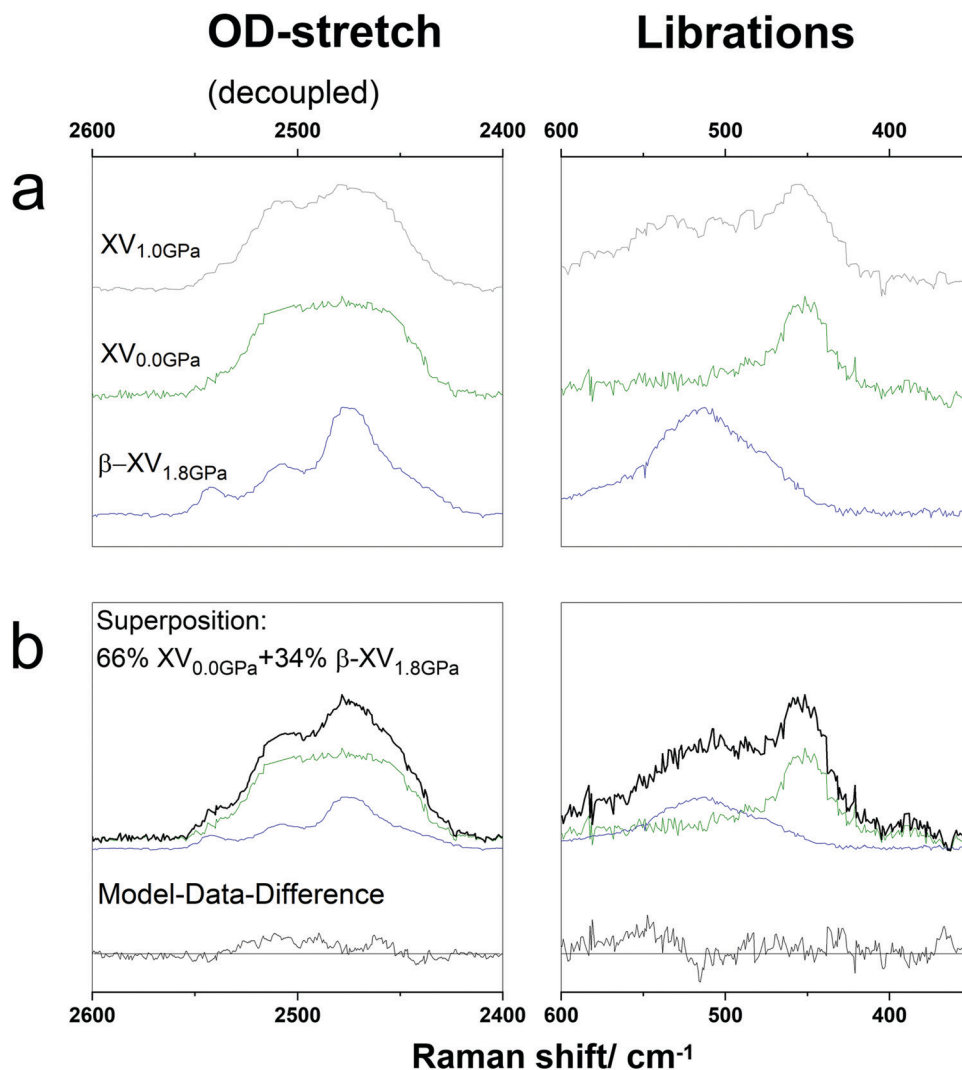 OD-stretch Librations
(decoupled)
2600 2500 2400 600 500 400
a
XV1.0GPa
XV0.0GPa
β–XV1.8GPa
b
Superposition:
66% XV0.0GPa+34% β-XV1.8GPa
Model-Data-Difference
2600 2500 2400 600 500 400
Raman shift/ cm-1